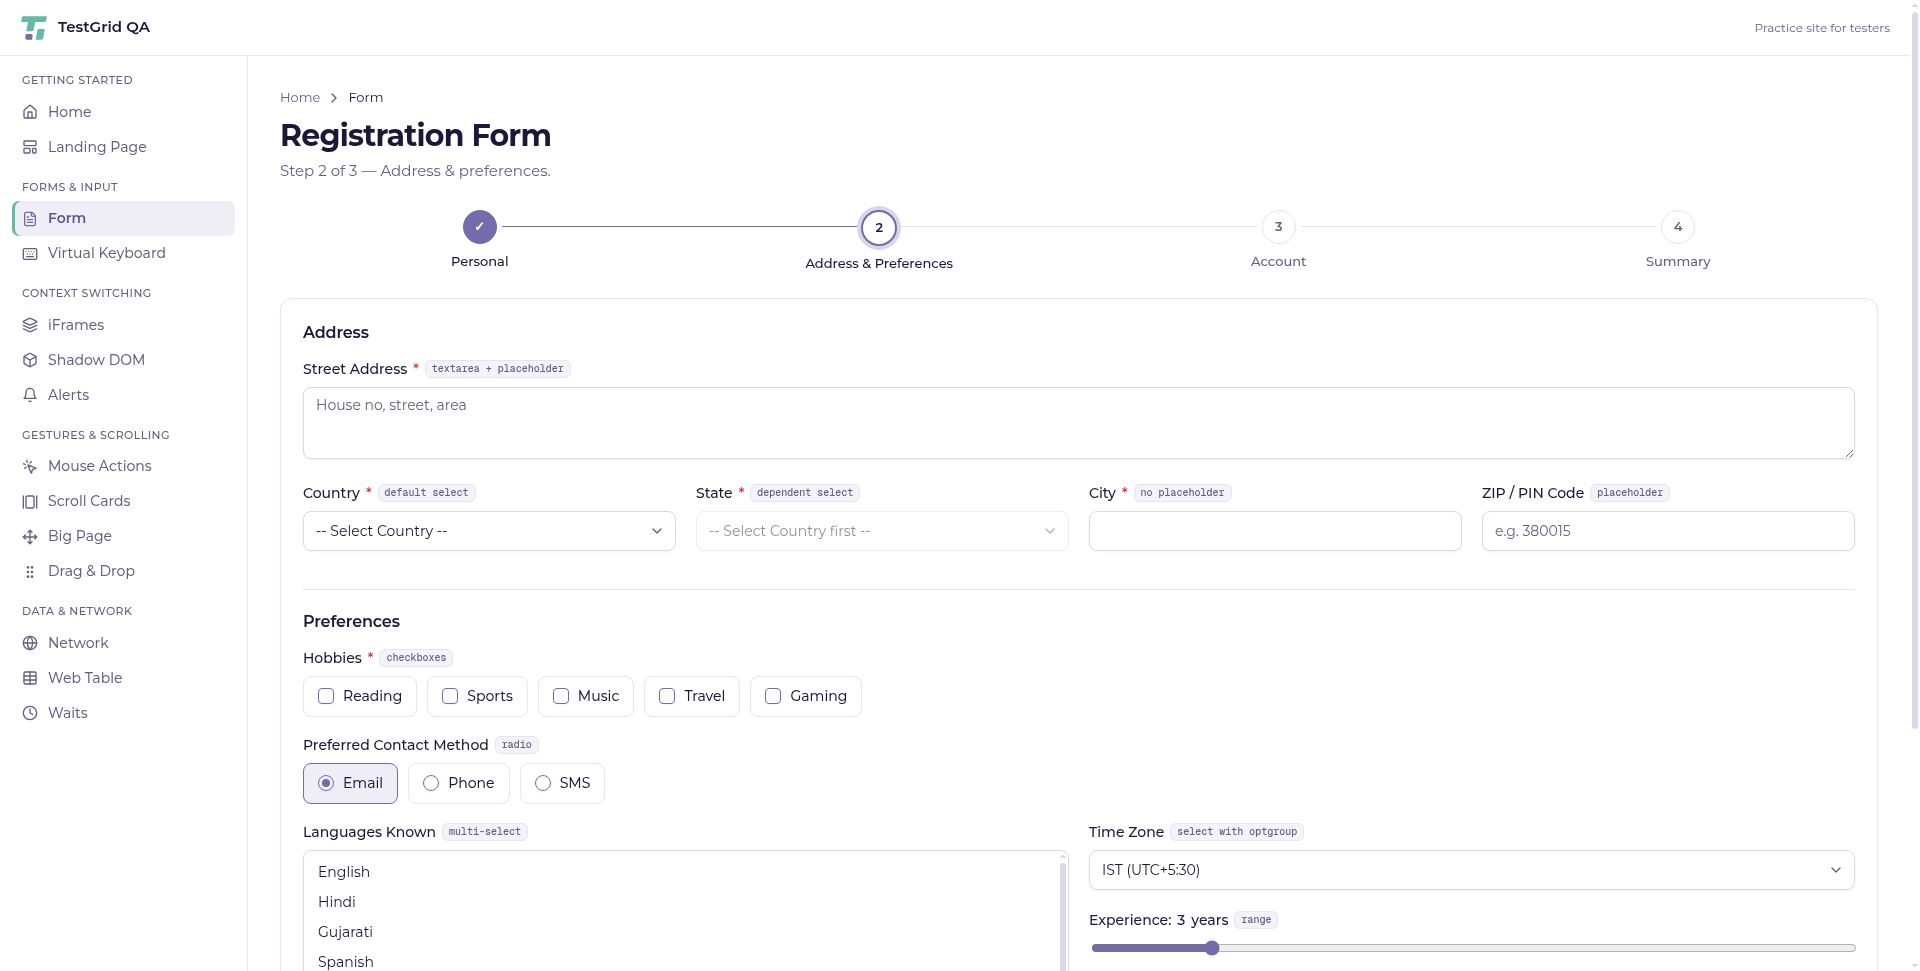 TestGrid QA
Practice site for testers
GETTING STARTED
Home
Landing Page
FORMS & INPUT
Form
Virtual Keyboard
CONTEXT SWITCHING
iFrames
Shadow DOM
Alerts
GESTURES & SCROLLING
Mouse Actions
Scroll Cards
Big Page
Drag & Drop
DATA & NETWORK
Network
Web Table
Waits
Home > Form
Registration Form
Step 2 of 3 — Address & preferences.
✓ 2 3 4
Personal Address & Preferences Account Summary
Address
Street Address * textarea + placeholder
House no, street, area
Country * default select State * dependent select City * no placeholder ZIP / PIN Code placeholder
-- Select Country -- -- Select Country first -- e.g. 380015
Preferences
Hobbies * checkboxes
Reading Sports Music Travel Gaming
Preferred Contact Method radio
Email Phone SMS
Languages Known multi-select
English
Hindi
Gujarati
Spanish
Time Zone select with optgroup
IST (UTC+5:30)
Experience: 3 years range